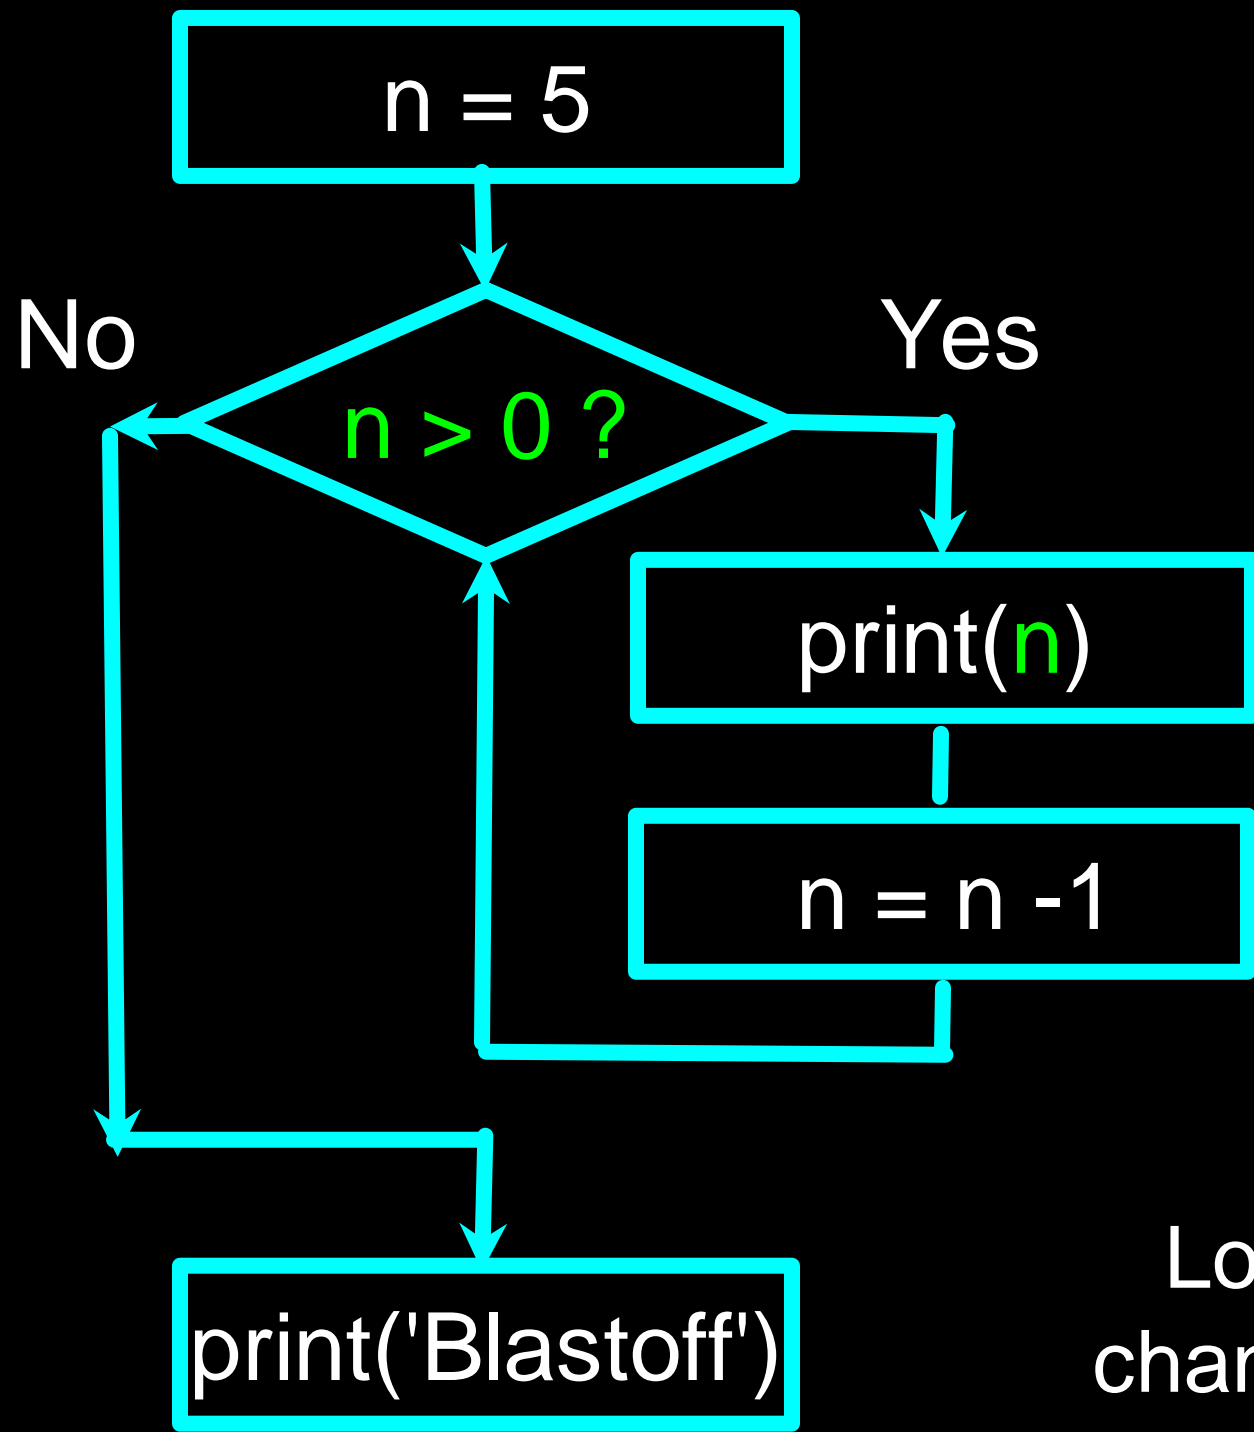 n = 5
No
Yes
n > 0 ?
print(n)
n = n -1
print('Blastoff')